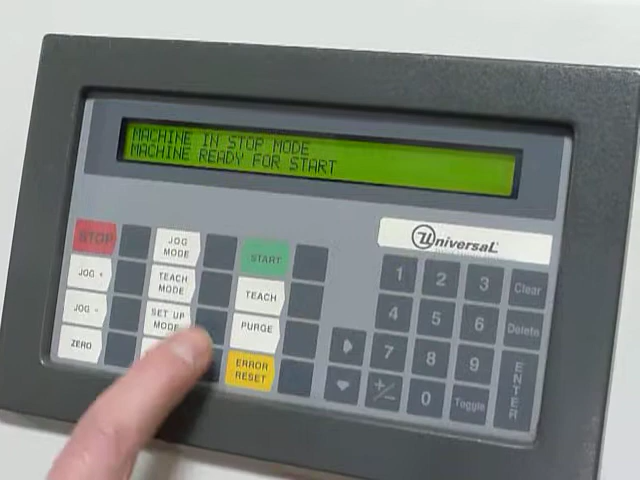 MACHINE IN STOP MODE
MACHINE READY FOR START
UNIVERSAL
STOP
JOG MODE
START
JOG +
TEACH MODE
TEACH
JOG -
SET UP MODE
PURGE
ZERO
ERROR RESET
1 2 3 Clear
4 5 6 Delete
7 8 9 ENTER
+/- 0 Toggle